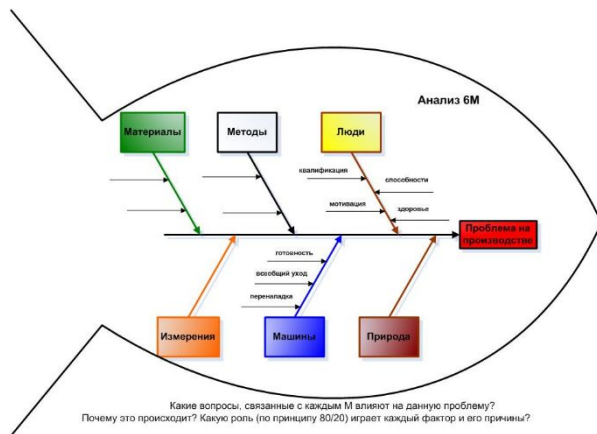 Анализ 6М
Материалы
Методы
Люди
квалификация
способности
мотивация
здоровье
Проблема на
производстве
готовность
всеобщий уход
переналадка
Измерения
Машины
Природа
Какие вопросы, связанные с каждым М влияют на данную проблему?
Почему это происходит? Какую роль (по принципу 80/20) играет каждый фактор и его причины?